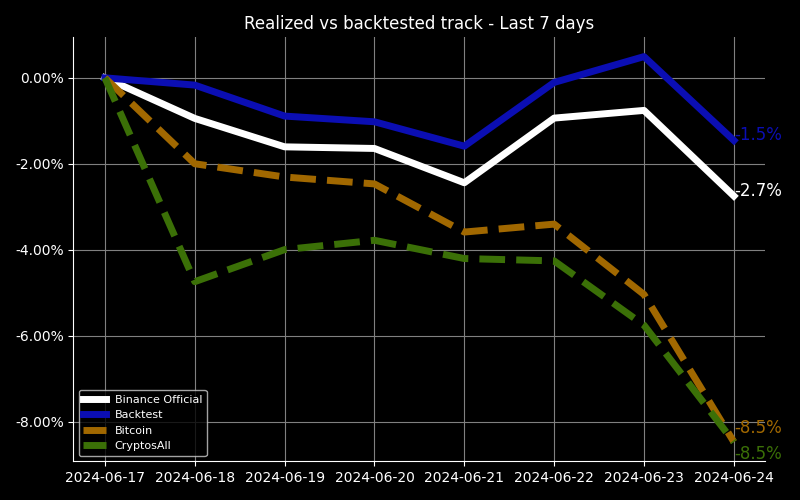 Realized vs backtested track - Last 7 days
0.00%
-2.00%
-4.00%
-6.00%
-8.00%
-1.5%
-2.7%
-8.5%
-8.5%
Binance Official
Backtest
Bitcoin
CryptosAll
2024-06-17 2024-06-18 2024-06-19 2024-06-20 2024-06-21 2024-06-22 2024-06-23 2024-06-24